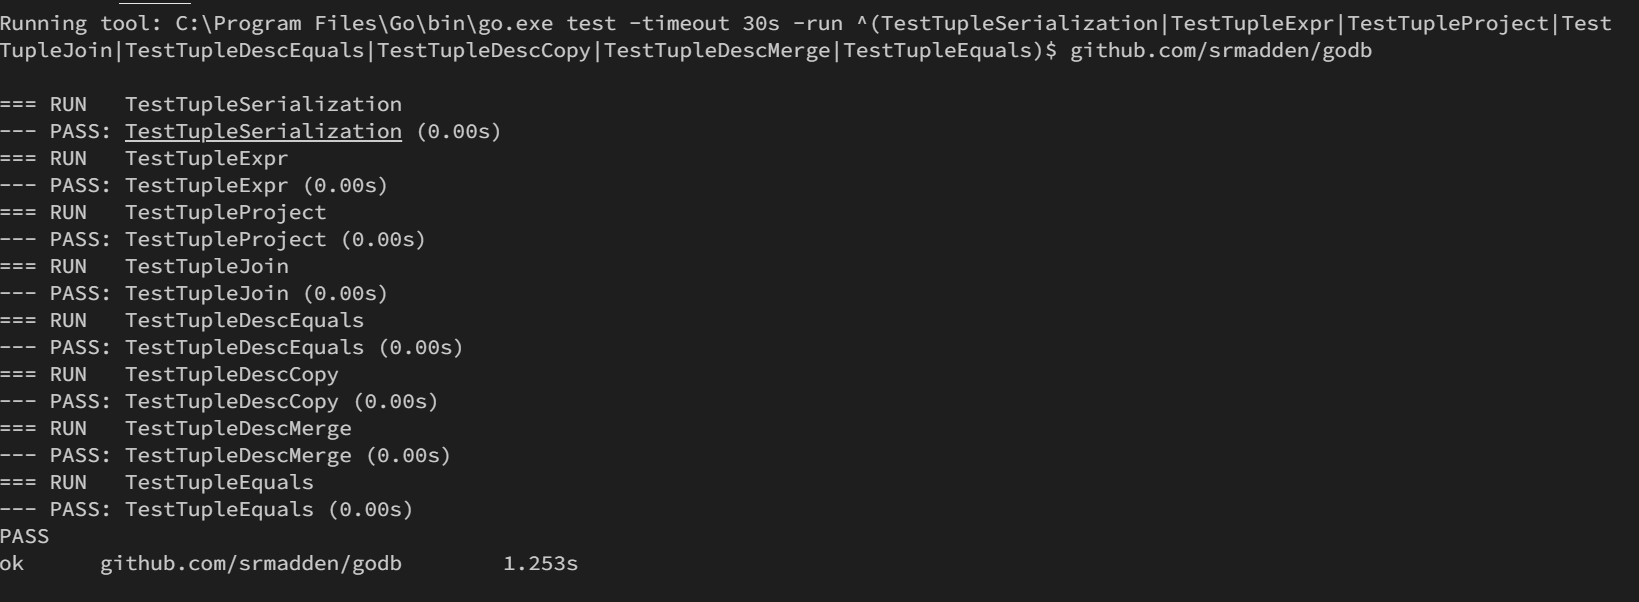 Running tool: C:\Program Files\Go\bin\go.exe test -timeout 30s -run ^(TestTupleSerialization|TestTupleExpr|TestTupleProject|Test
TupleJoin|TestTupleDescEquals|TestTupleDescCopy|TestTupleDescMerge|TestTupleEquals)$ github.com/srmadden/godb
=== RUN   TestTupleSerialization
--- PASS: TestTupleSerialization (0.00s)
=== RUN   TestTupleExpr
--- PASS: TestTupleExpr (0.00s)
=== RUN   TestTupleProject
--- PASS: TestTupleProject (0.00s)
=== RUN   TestTupleJoin
--- PASS: TestTupleJoin (0.00s)
=== RUN   TestTupleDescEquals
--- PASS: TestTupleDescEquals (0.00s)
=== RUN   TestTupleDescCopy
--- PASS: TestTupleDescCopy (0.00s)
=== RUN   TestTupleDescMerge
--- PASS: TestTupleDescMerge (0.00s)
=== RUN   TestTupleEquals
--- PASS: TestTupleEquals (0.00s)
PASS
ok      github.com/srmadden/godb        1.253s